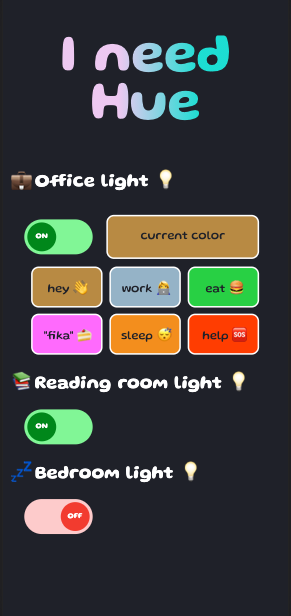 I need
Hue
💼Office light 💡
ON
current color
hey 👋
work 👩‍💻
eat 🍔
"fika" 🍰
sleep 😴
help 🆘
📚Reading room light 💡
ON
💤Bedroom light 💡
OFF